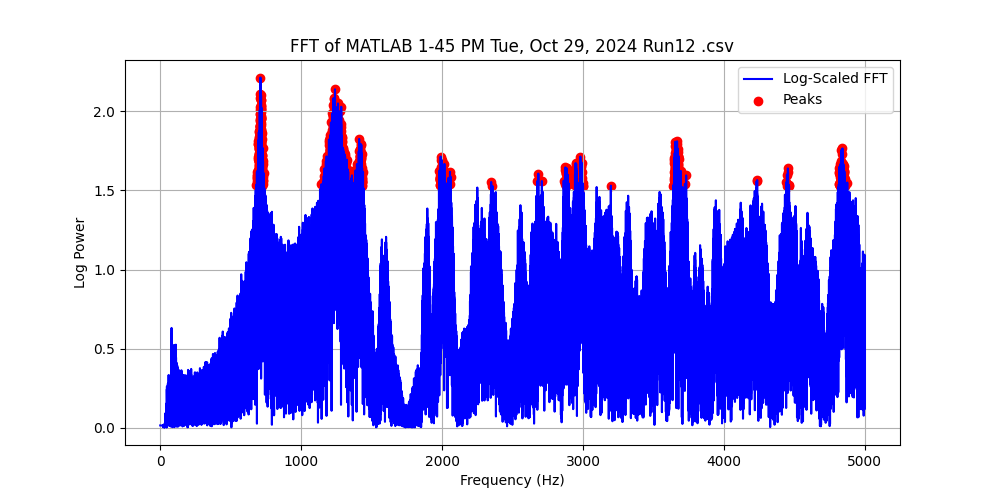 FFT of MATLAB 1-45 PM Tue, Oct 29, 2024 Run12 .csv
Log-Scaled FFT
Peaks
Log Power
2.0
1.5
1.0
0.5
0.0
0 1000 2000 3000 4000 5000
Frequency (Hz)